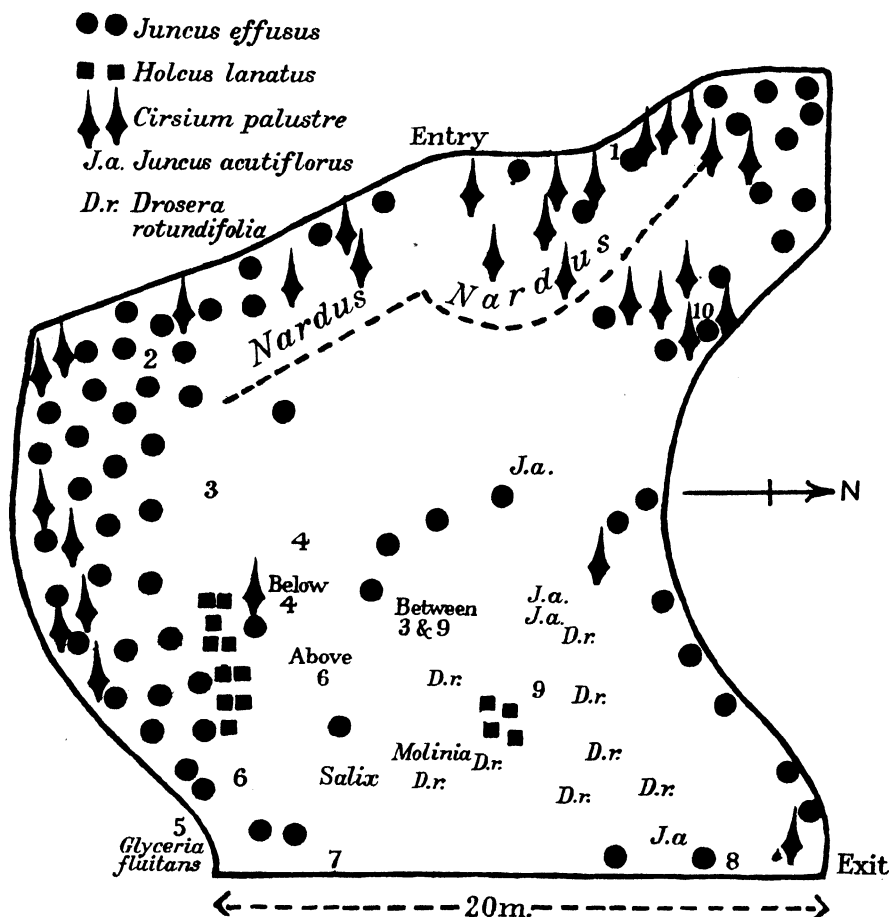 Juncus effusus
Holcus lanatus
Cirsium palustre
J.a. Juncus acutiflorus
D.r. Drosera
rotundifolia
Entry
1
Nardus
Nardus
10
2
J.a.
3
N
4
Below
4
Between
3 & 9
J.a.
J.a.
D.r.
Above
6
D.r.
9
D.r.
Molinia
D.r.
D.r.
6
Salix
D.r.
D.r.
D.r.
5
Glyceria
fluitans
J.a
7
8
Exit
20m.